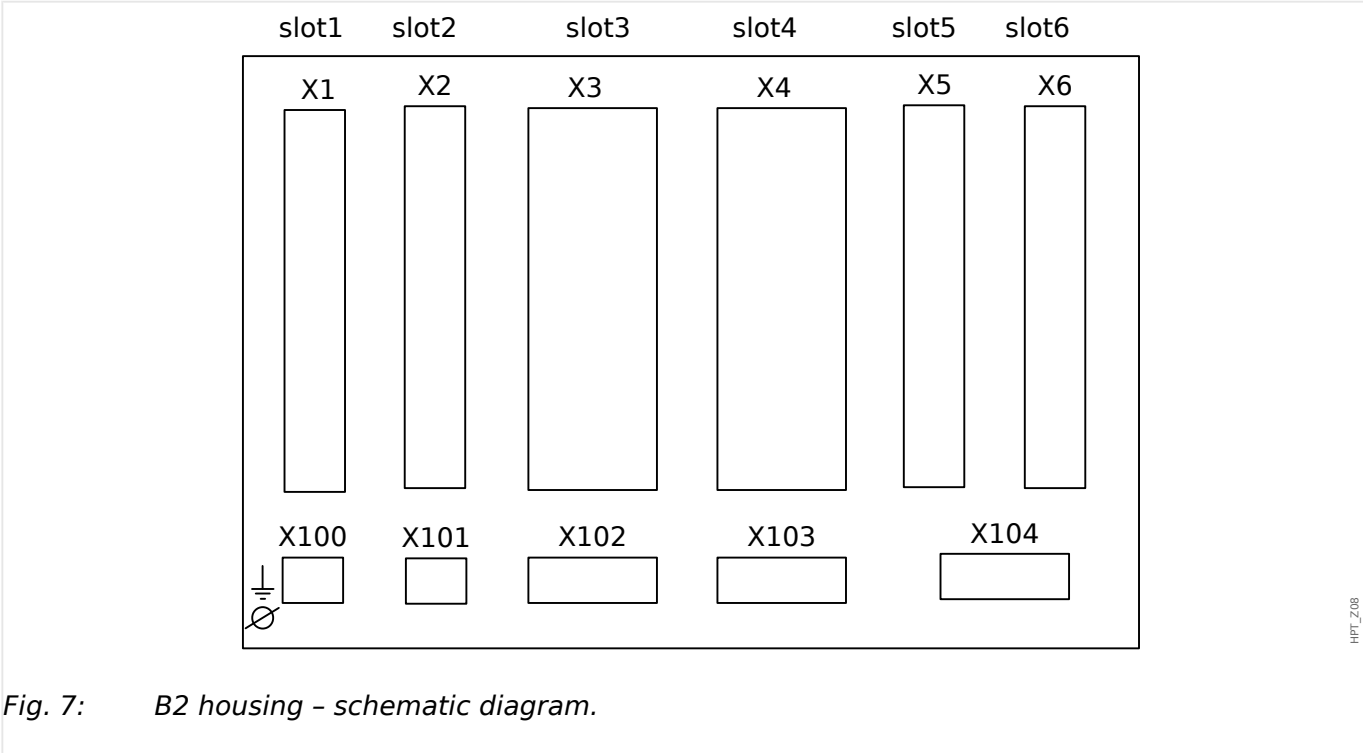 slot1 slot2 slot3 slot4 slot5 slot6
X1 X2 X3 X4 X5 X6
X100 X101 X102 X103 X104
HPT_Z08
Fig. 7: B2 housing – schematic diagram.